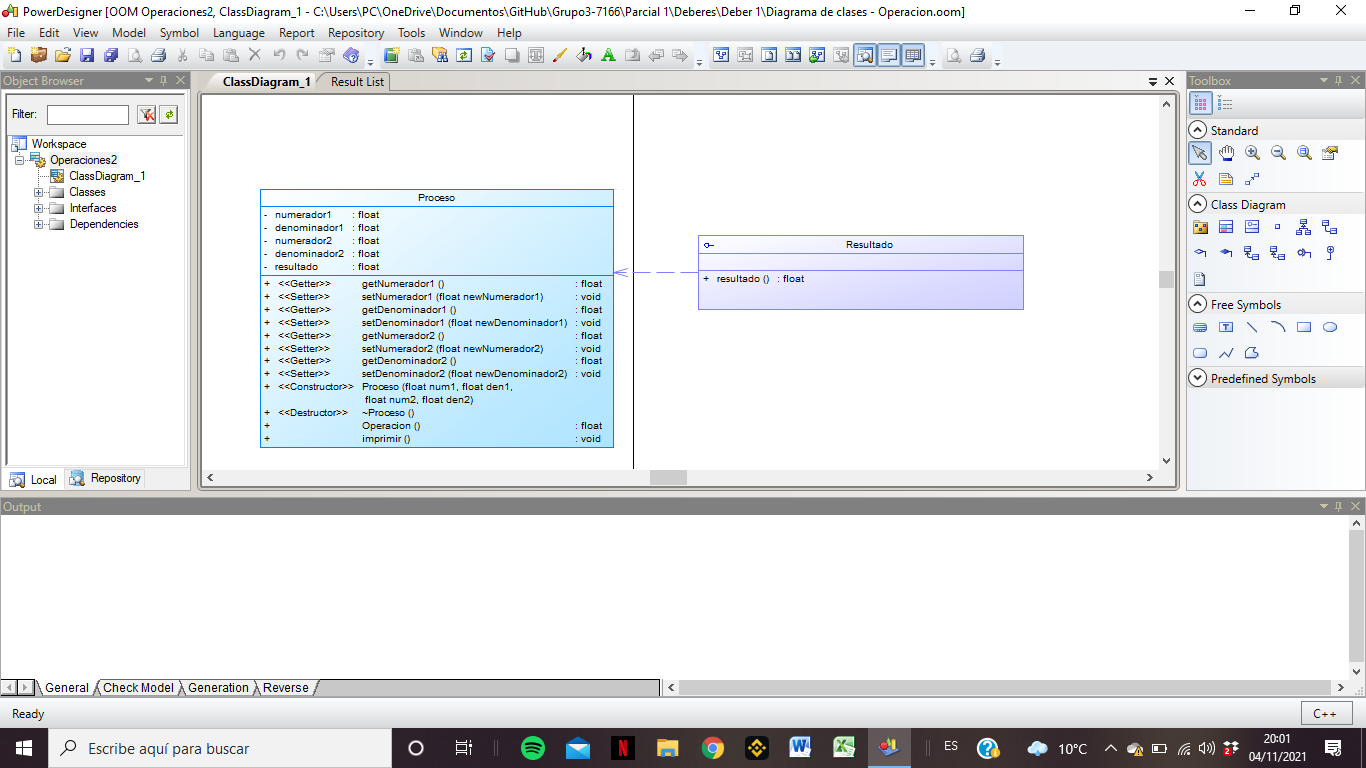 PowerDesigner [OOM Operaciones2, ClassDiagram_1 - C:\Users\PC\OneDrive\Documentos\GitHub\Grupo3-7166\Parcial 1\Deberes\Deber 1\Diagrama de clases - Operacion.oom]
File Edit View Model Symbol Language Report Repository Tools Window Help
Object Browser
Filter:
Workspace
Operaciones2
ClassDiagram_1
Classes
Interfaces
Dependencies
Local Repository
ClassDiagram_1 Result List
Proceso
- numerador1 : float
- denominador1 : float
- numerador2 : float
- denominador2 : float
- resultado : float
+ <<Getter>> getNumerador1 () : float
+ <<Setter>> setNumerador1 (float newNumerador1) : void
+ <<Getter>> getDenominador1 () : float
+ <<Setter>> setDenominador1 (float newDenominador1) : void
+ <<Getter>> getNumerador2 () : float
+ <<Setter>> setNumerador2 (float newNumerador2) : void
+ <<Getter>> getDenominador2 () : float
+ <<Setter>> setDenominador2 (float newDenominador2) : void
+ <<Constructor>> Proceso (float num1, float den1,
float num2, float den2)
+ <<Destructor>> ~Proceso ()
+ Operacion () : float
+ imprimir () : void
Resultado
+ resultado () : float
Toolbox
Standard
Class Diagram
Free Symbols
Predefined Symbols
Output
General Check Model Generation Reverse
Ready
C++
Escribe aquí para buscar
ES
10°C
20:01
04/11/2021